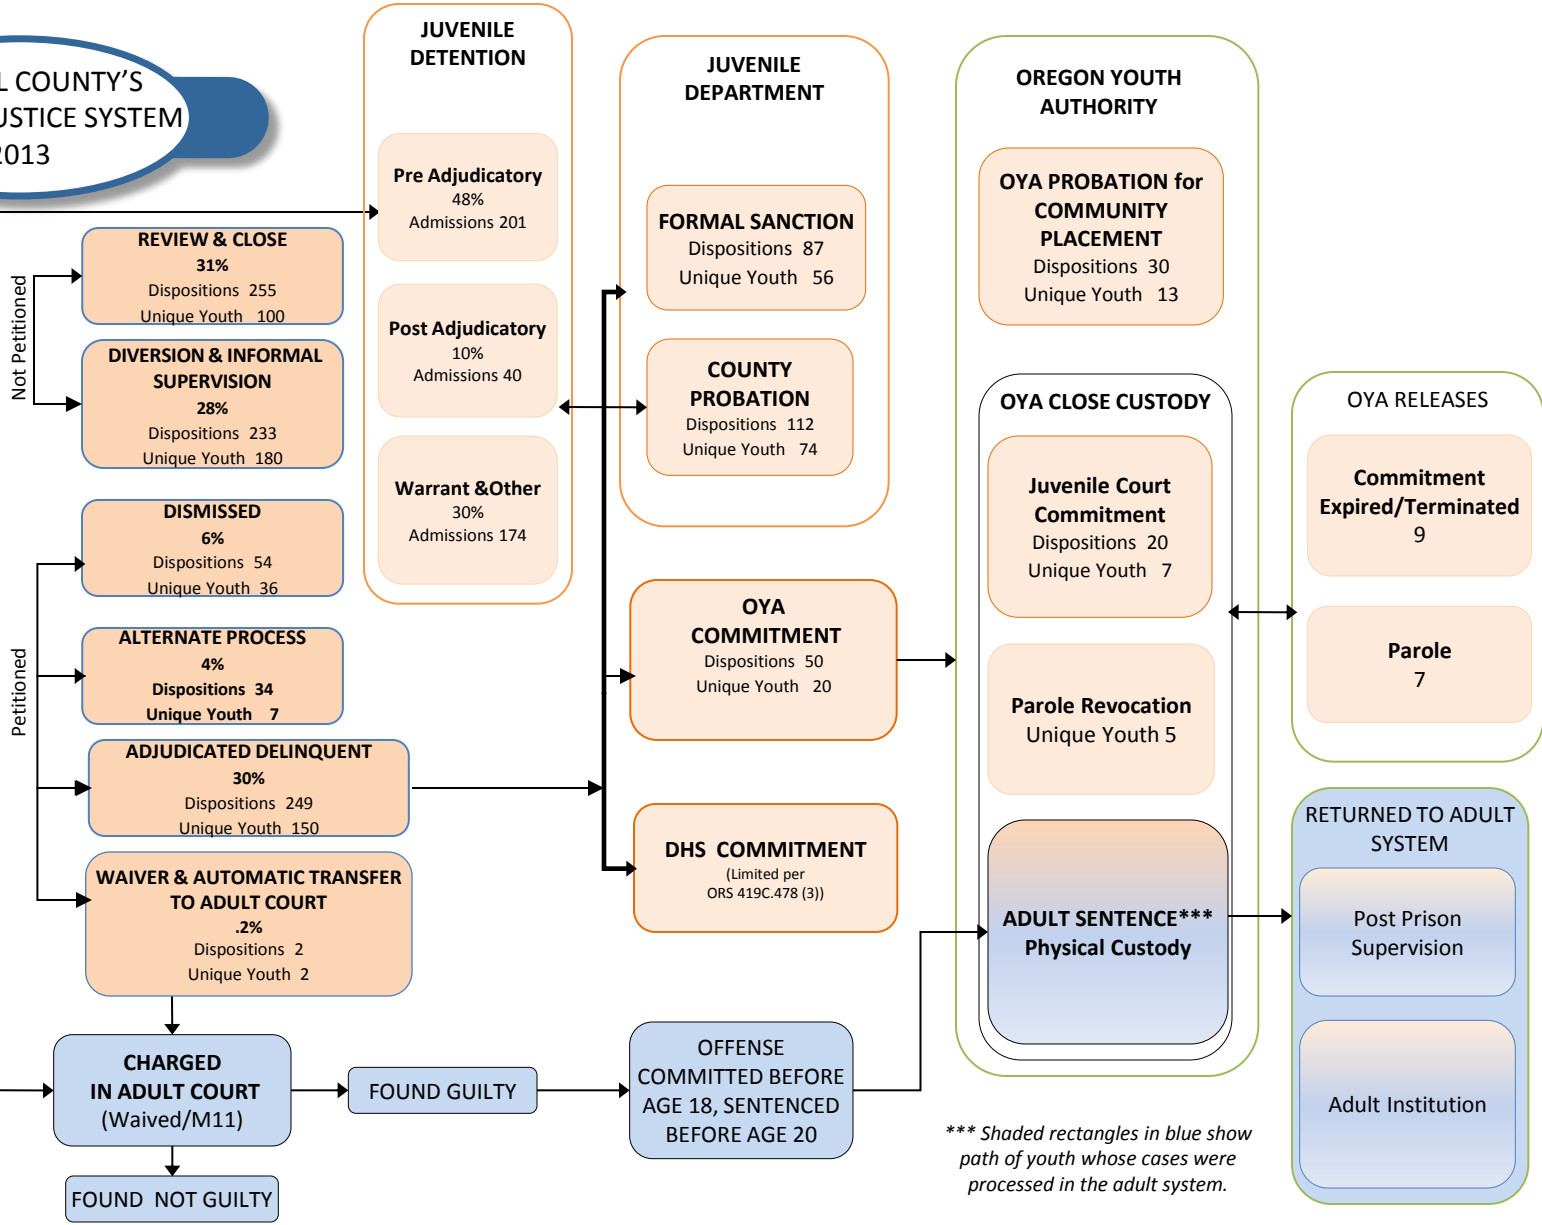 L COUNTY'S
USTICE SYSTEM
2013
JUVENILE
DETENTION
Pre Adjudicatory
48%
Admissions 201
Post Adjudicatory
10%
Admissions 40
Warrant &Other
30%
Admissions 174
JUVENILE
DEPARTMENT
FORMAL SANCTION
Dispositions 87
Unique Youth 56
COUNTY
PROBATION
Dispositions 112
Unique Youth 74
OREGON YOUTH
AUTHORITY
OYA PROBATION for
COMMUNITY
PLACEMENT
Dispositions 30
Unique Youth 13
OYA CLOSE CUSTODY
Juvenile Court
Commitment
Dispositions 20
Unique Youth 7
Parole Revocation
Unique Youth 5
ADULT SENTENCE***
Physical Custody
OYA RELEASES
Commitment
Expired/Terminated
9
Parole
7
RETURNED TO ADULT
SYSTEM
Post Prison
Supervision
Adult Institution
Not Petitioned
REVIEW & CLOSE
31%
Dispositions 255
Unique Youth 100
DIVERSION & INFORMAL
SUPERVISION
28%
Dispositions 233
Unique Youth 180
Petitioned
DISMISSED
6%
Dispositions 54
Unique Youth 36
ALTERNATE PROCESS
4%
Dispositions 34
Unique Youth 7
ADJUDICATED DELINQUENT
30%
Dispositions 249
Unique Youth 150
WAIVER & AUTOMATIC TRANSFER
TO ADULT COURT
.2%
Dispositions 2
Unique Youth 2
OYA
COMMITMENT
Dispositions 50
Unique Youth 20
DHS COMMITMENT
(Limited per
ORS 419C.478 (3))
CHARGED
IN ADULT COURT
(Waived/M11)
FOUND GUILTY
OFFENSE
COMMITTED BEFORE
AGE 18, SENTENCED
BEFORE AGE 20
FOUND NOT GUILTY
*** Shaded rectangles in blue show
path of youth whose cases were
processed in the adult system.